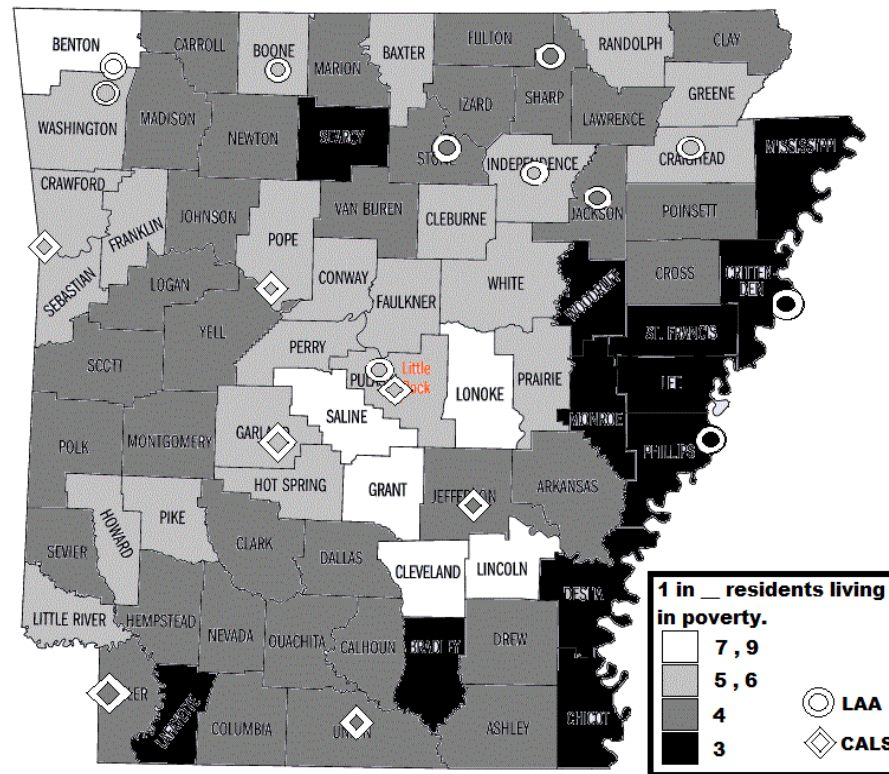 BENTON
CARROLL
BOONE
MARION
BAXTER
FULTON
RANDOLPH
CLAY
IZARD
SHARP
GREENE
LAWRENCE
WASHINGTON
MADISON
NEWTON
SEARCY
STONE
INDEPENDENCE
CRAIGHEAD
MISSISSIPPI
CRAWFORD
FRANKLIN
JOHNSON
POPE
VAN BUREN
CLEBURNE
JACKSON
POINSETT
SEBASTIAN
LOGAN
CONWAY
FAULKNER
WHITE
WOODRUFF
CROSS
CRITTEN-
DEN
YELL
PERRY
ST. FRANCIS
SCOTT
PULA
Little
Rock
LONOKE
PRAIRIE
LEE
SALINE
MONROE
POLK
MONTGOMERY
GARLAND
PHILLIPS
HOT SPRING
GRANT
JEFFERSON
ARKANSAS
HOWARD
PIKE
SEVIER
CLARK
DALLAS
CLEVELAND
LINCOLN
DESHA
LITTLE RIVER
HEMPSTEAD
NEVADA
OUACHITA
CALHOUN
BRADLEY
DREW
LER
LAFAYETTE
COLUMBIA
UNION
ASHLEY
CHICOT
1 in __ residents living
in poverty.
7 , 9
5 , 6
4
3
LAA
CALS